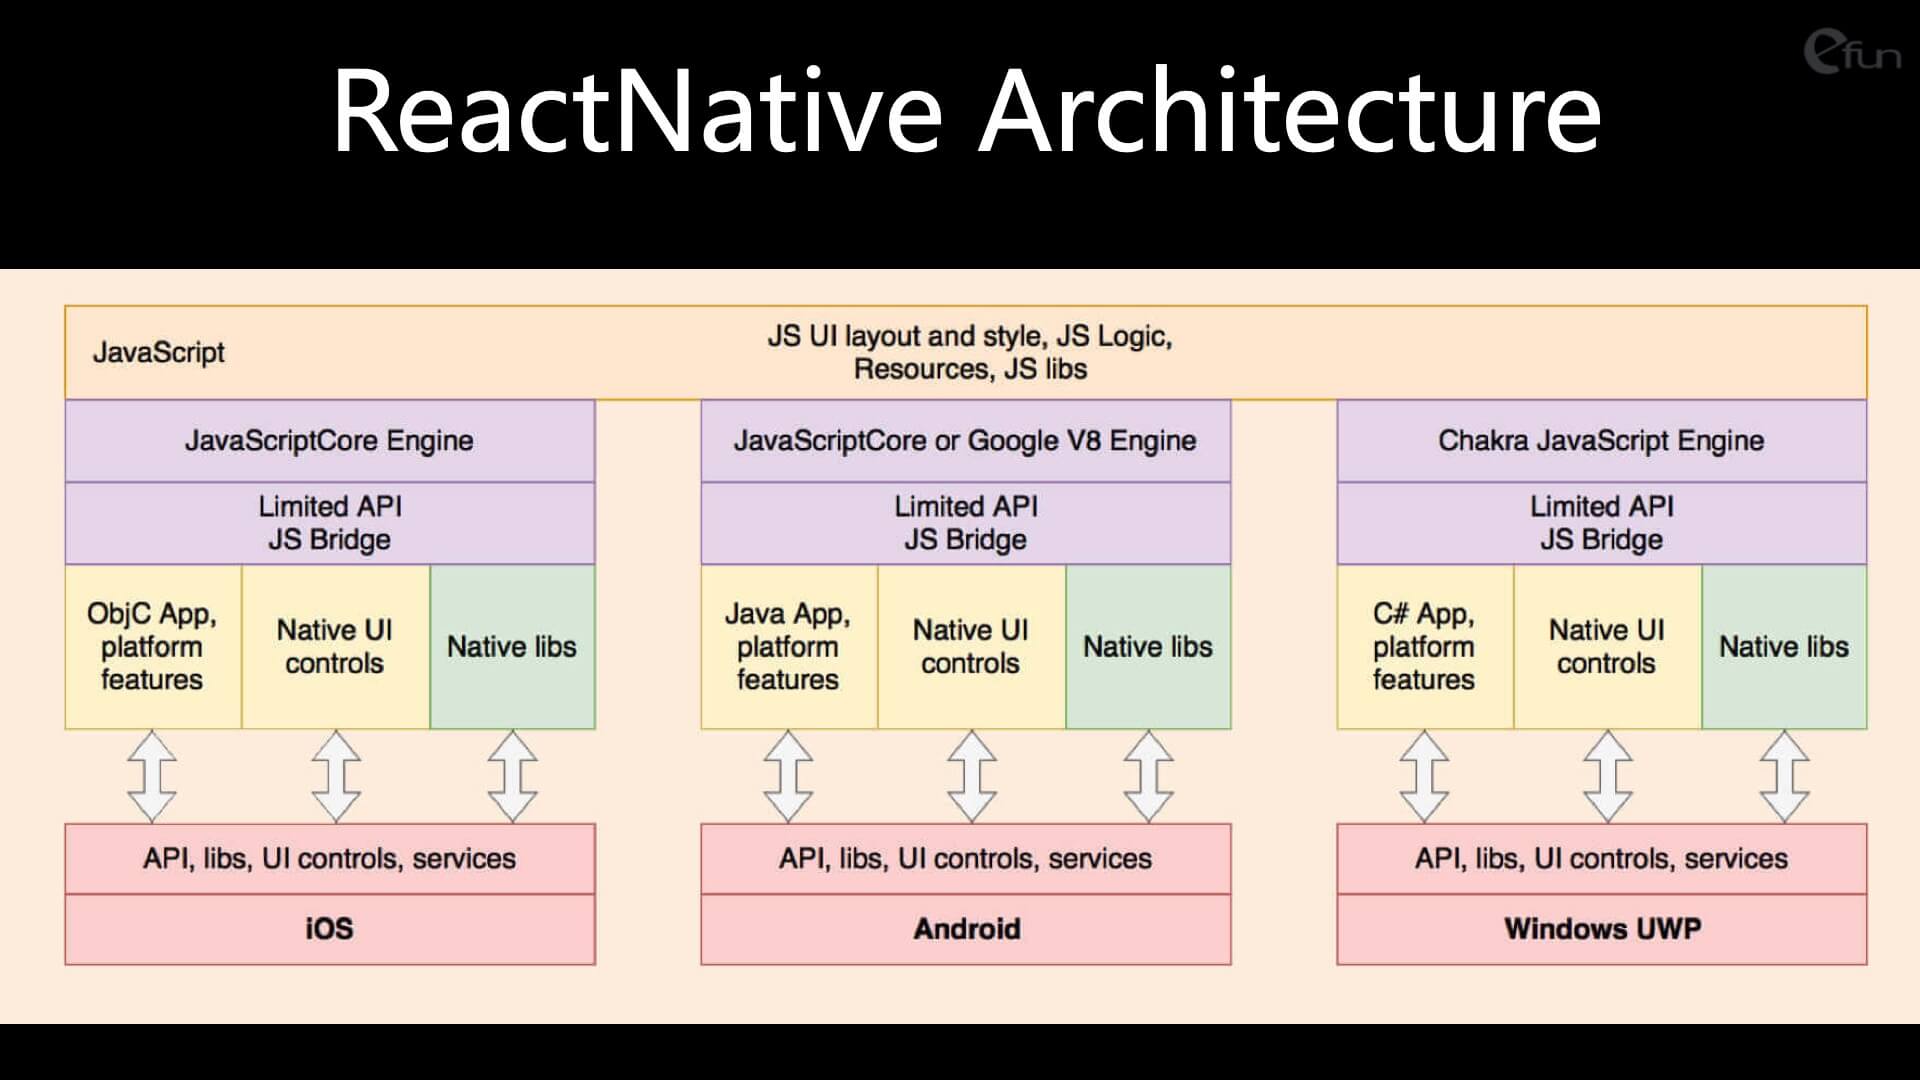 efun
ReactNative Architecture
JavaScript
JS UI layout and style, JS Logic,
Resources, JS libs
JavaScriptCore Engine
Limited API
JS Bridge
ObjC App,
platform
features
Native UI
controls
Native libs
API, libs, UI controls, services
iOS
JavaScriptCore or Google V8 Engine
Limited API
JS Bridge
Java App,
platform
features
Native UI
controls
Native libs
API, libs, UI controls, services
Android
Chakra JavaScript Engine
Limited API
JS Bridge
C# App,
platform
features
Native UI
controls
Native libs
API, libs, UI controls, services
Windows UWP